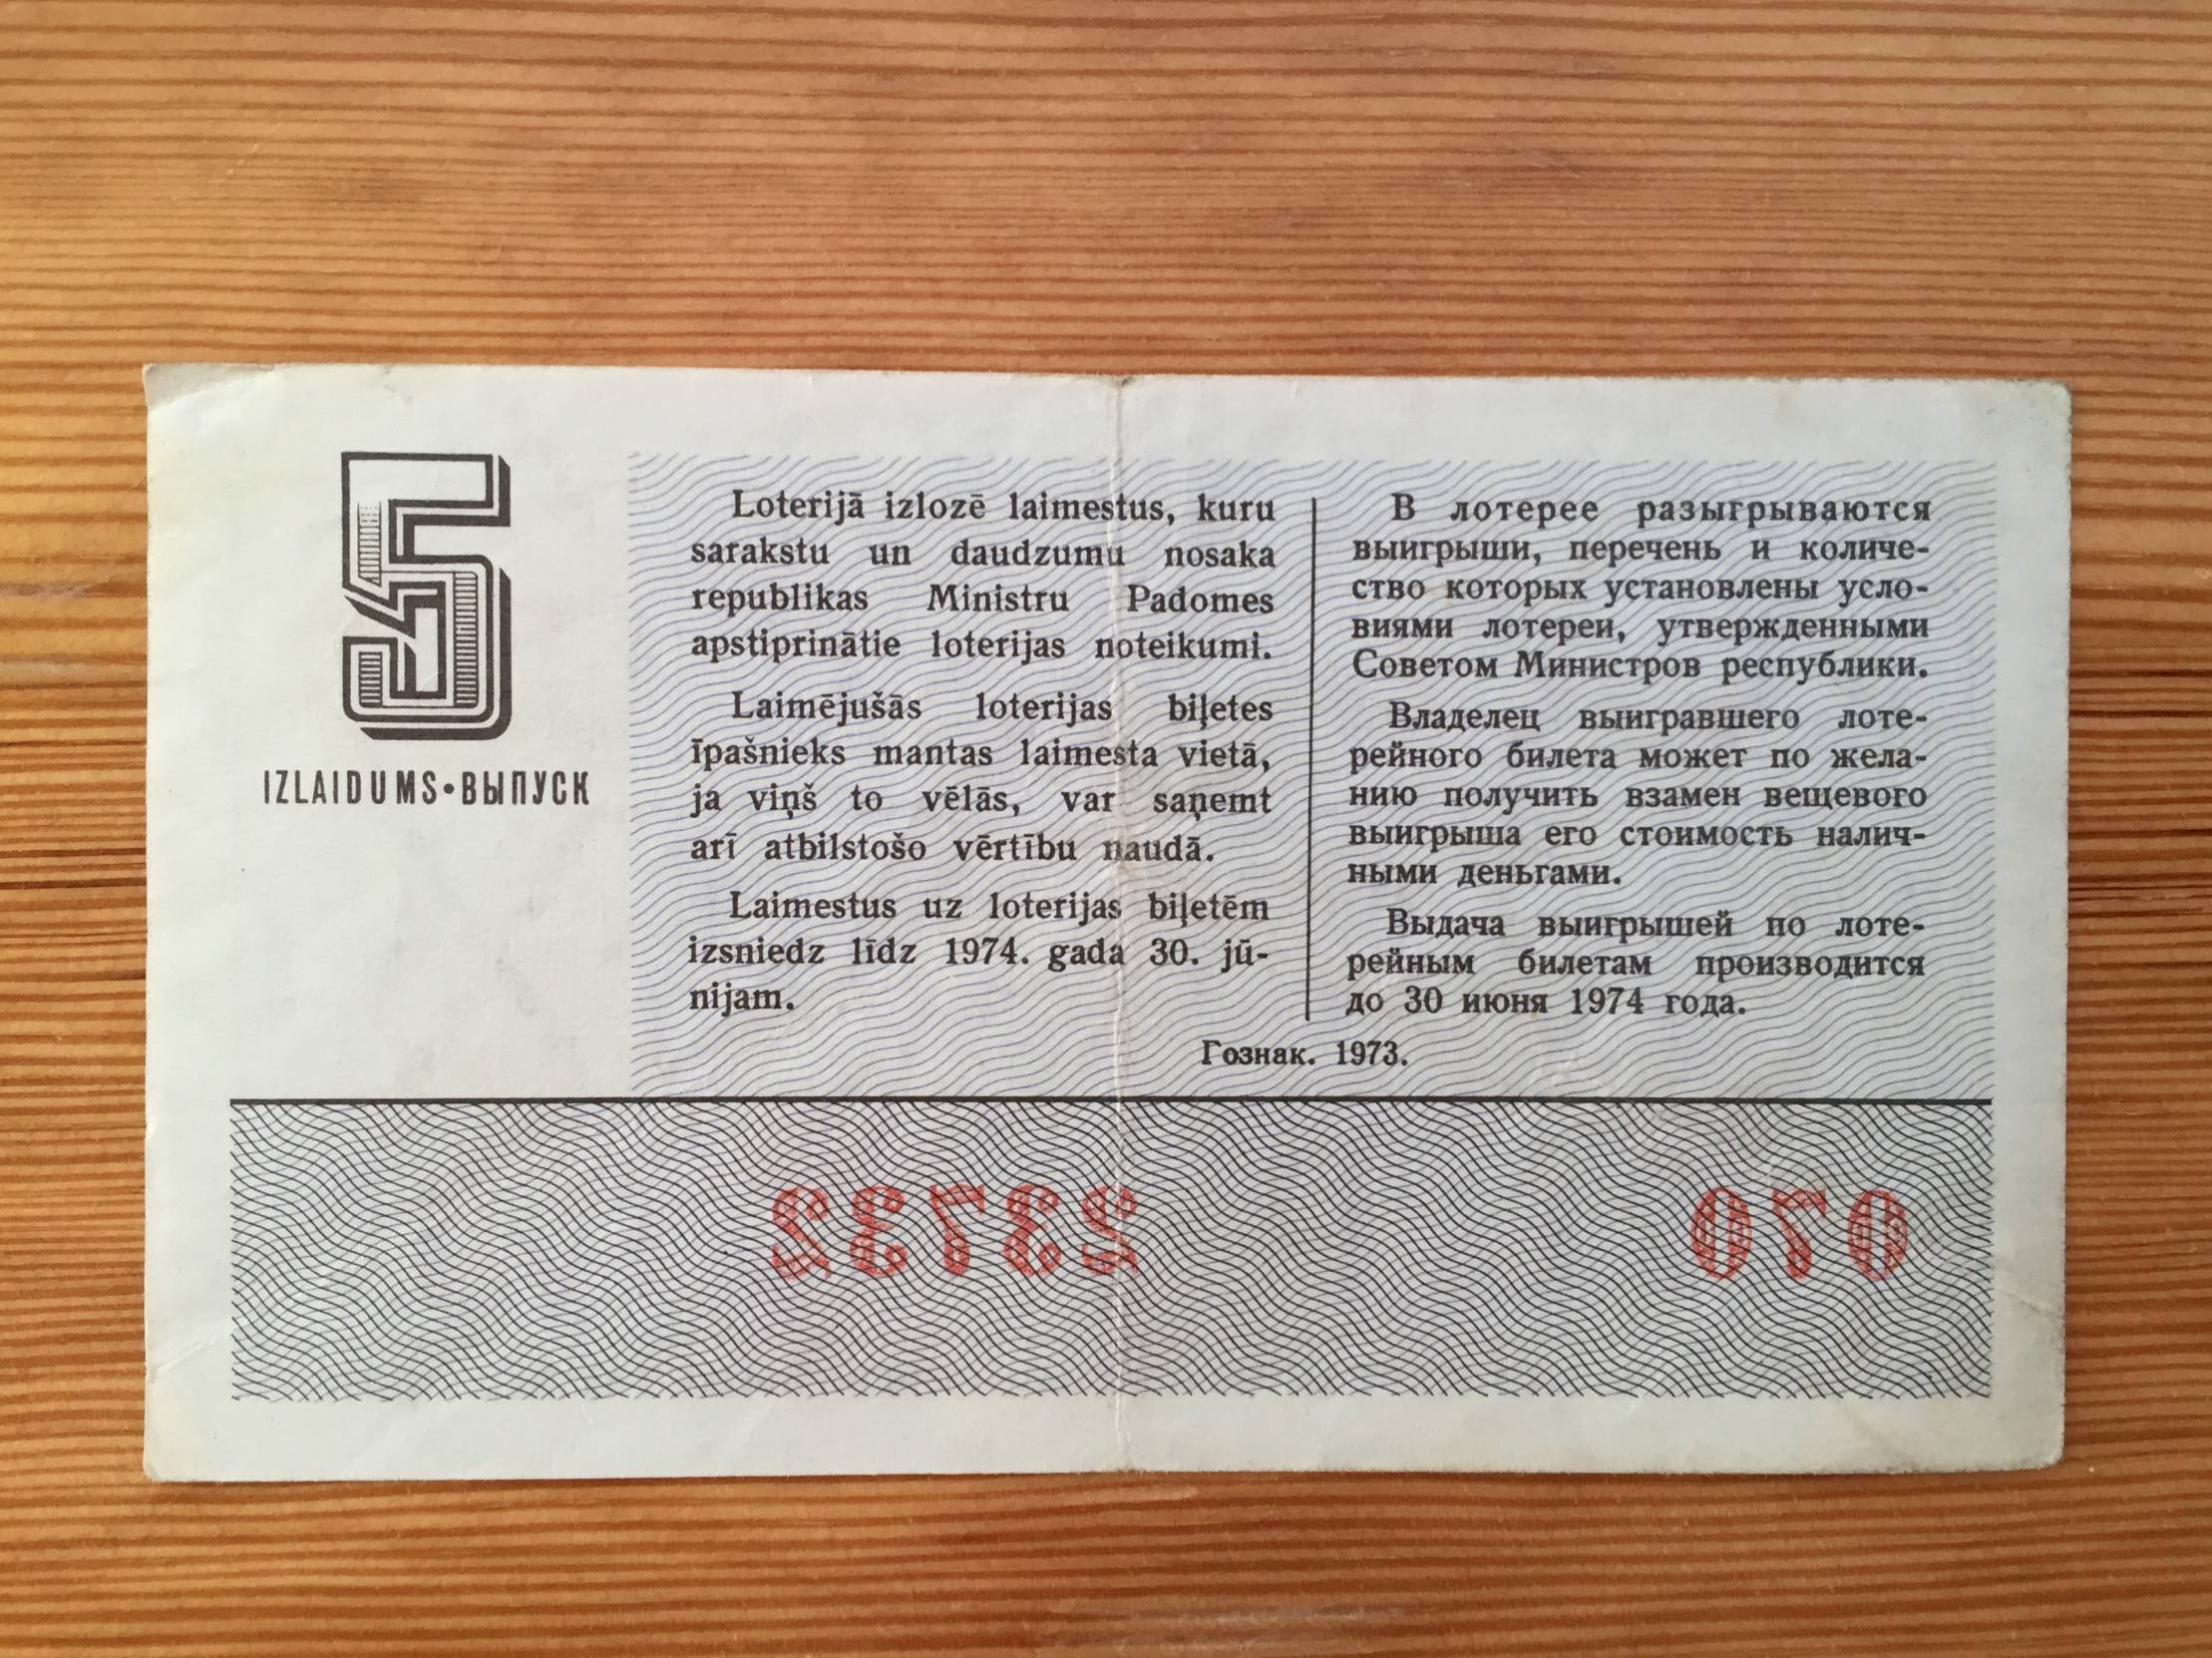 5
IZLAIDUMS•ВЫПУСК
Loterijā izlozē laimestus, kuru
sarakstu un daudzumu nosaka
republikas Ministru Padomes
apstiprinātie loterijas noteikumi.
Laimējušās loterijas biļetes
īpašnieks mantas laimesta vietā,
ja viņš to vēlās, var saņemt
arī atbilstošo vērtību naudā.
Laimestus uz loterijas biļetēm
izsniedz līdz 1974. gada 30. jū-
nijam.
В лотерее разыгрываются
выигрыши, перечень и количе-
ство которых установлены усло-
виями лотереи, утвержденными
Советом Министров республики.
Владелец выигравшего лоте-
рейного билета может по жела-
нию получить взамен вещевого
выигрыша его стоимость налич-
ными деньгами.
Выдача выигрышей по лоте-
рейным билетам производится
до 30 июня 1974 года.
Гознак. 1973.
23732
070